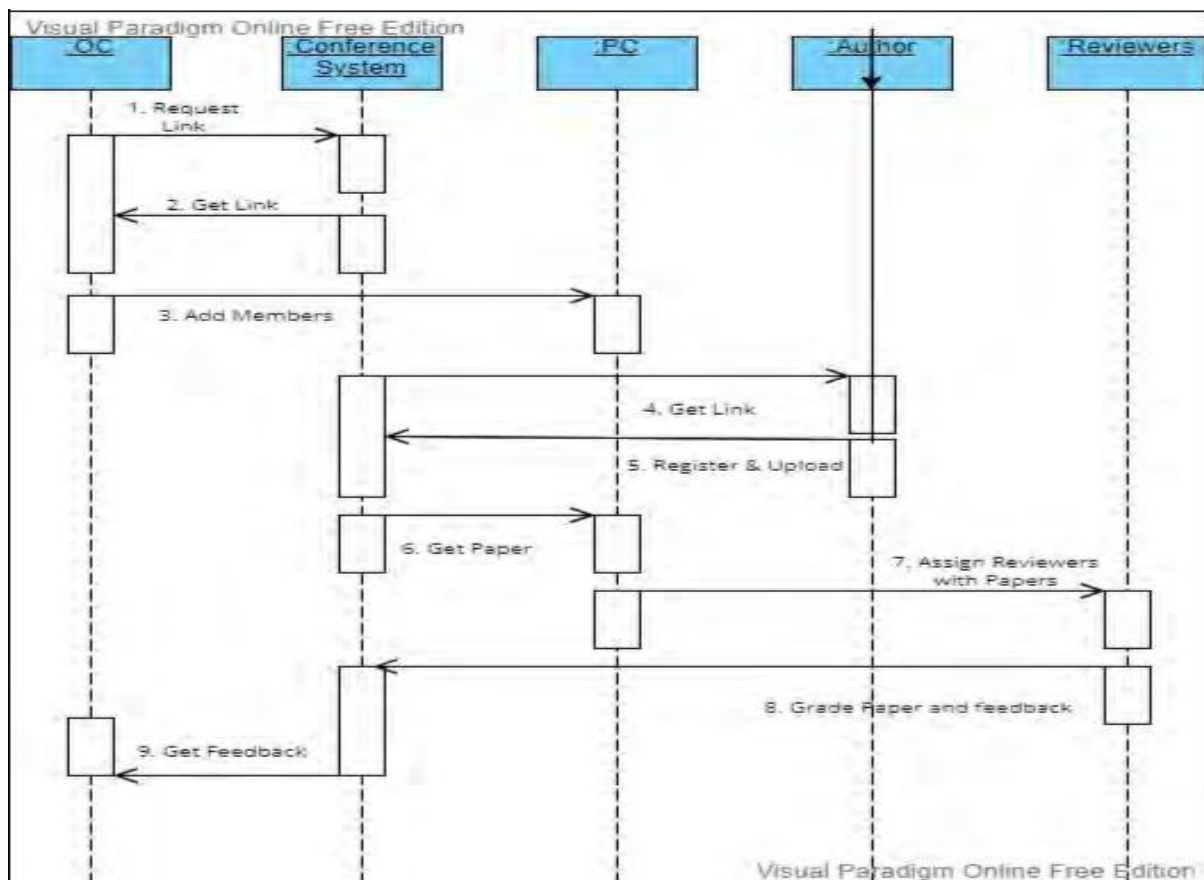 Visual Paradigm Online Free Edition
:OC
Conference
System
:PC
:Author
:Reviewers
1. Request
Link
2. Get Link
3. Add Members
4. Get Link
5. Register & Upload
6. Get Paper
7. Assign Reviewers
with Papers
8. Grade Paper and feedback
9. Get Feedback
Visual Paradigm Online Free Edition